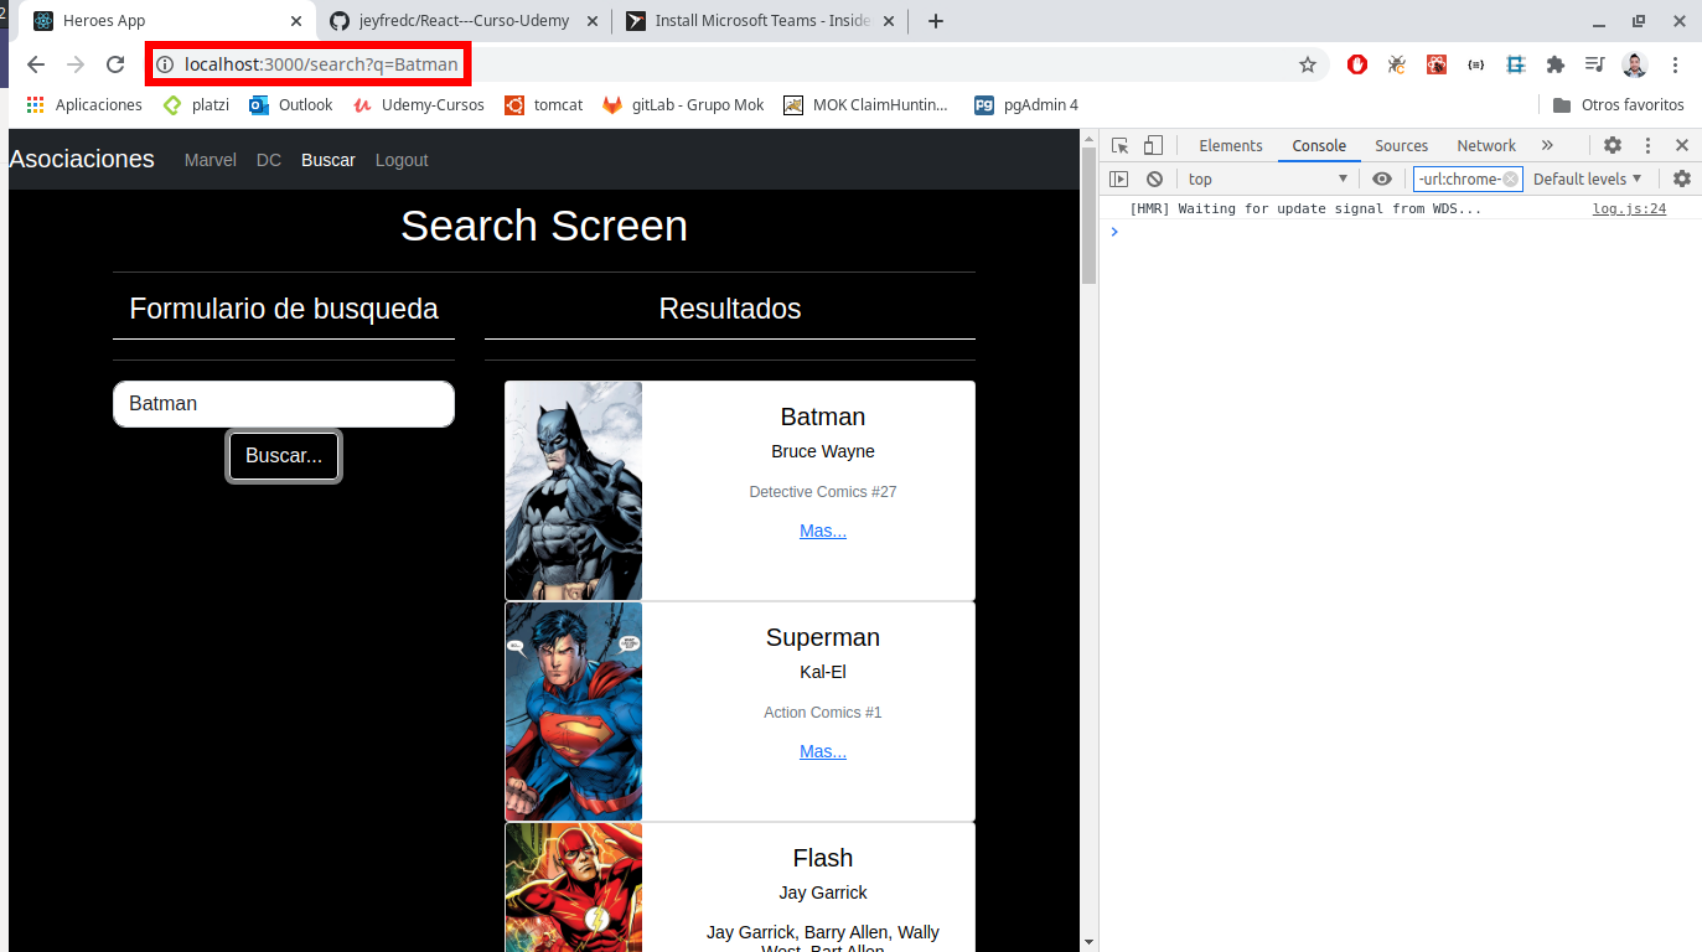 2
Heroes App
jeyfredc/React---Curso-Udemy
Install Microsoft Teams - Inside
localhost:3000/search?q=Batman
Aplicaciones
platzi
Outlook
Udemy-Cursos
tomcat
gitLab - Grupo Mok
MOK ClaimHuntin...
pgAdmin 4
Otros favoritos
Asociaciones
Marvel
DC
Buscar
Logout
Search Screen
Formulario de busqueda
Batman
Buscar...
Resultados
Batman
Bruce Wayne
Detective Comics #27
Mas...
Superman
Kal-El
Action Comics #1
Mas...
Flash
Jay Garrick
Jay Garrick, Barry Allen, Wally
West, Bart Allen
Elements
Console
Sources
Network
top
-url:chrome-
Default levels
[HMR] Waiting for update signal from WDS...
log.js:24